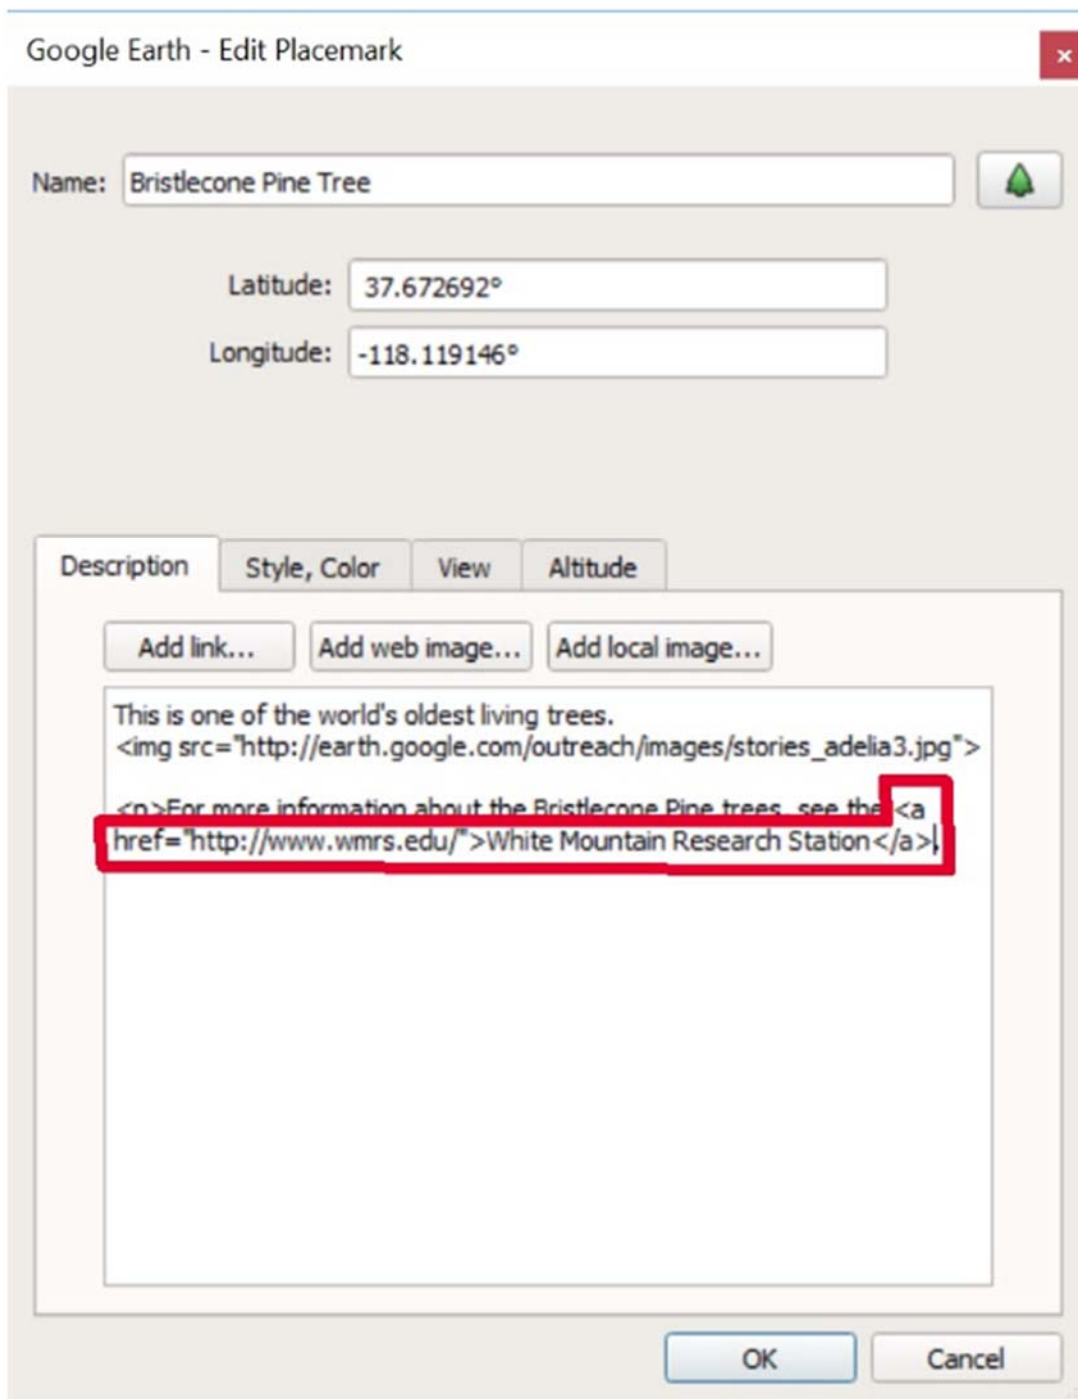 Google Earth - Edit Placemark
Name: Bristlecone Pine Tree
Latitude: 37.672692°
Longitude: -118.119146°
Description Style, Color View Altitude
Add link... Add web image... Add local image...
This is one of the world's oldest living trees.
<img src="http://earth.google.com/outreach/images/stories_adelia3.jpg">
<p>For more information about the Bristlecone Pine trees, see the <a
href="http://www.wmrs.edu/">White Mountain Research Station</a>.
OK Cancel